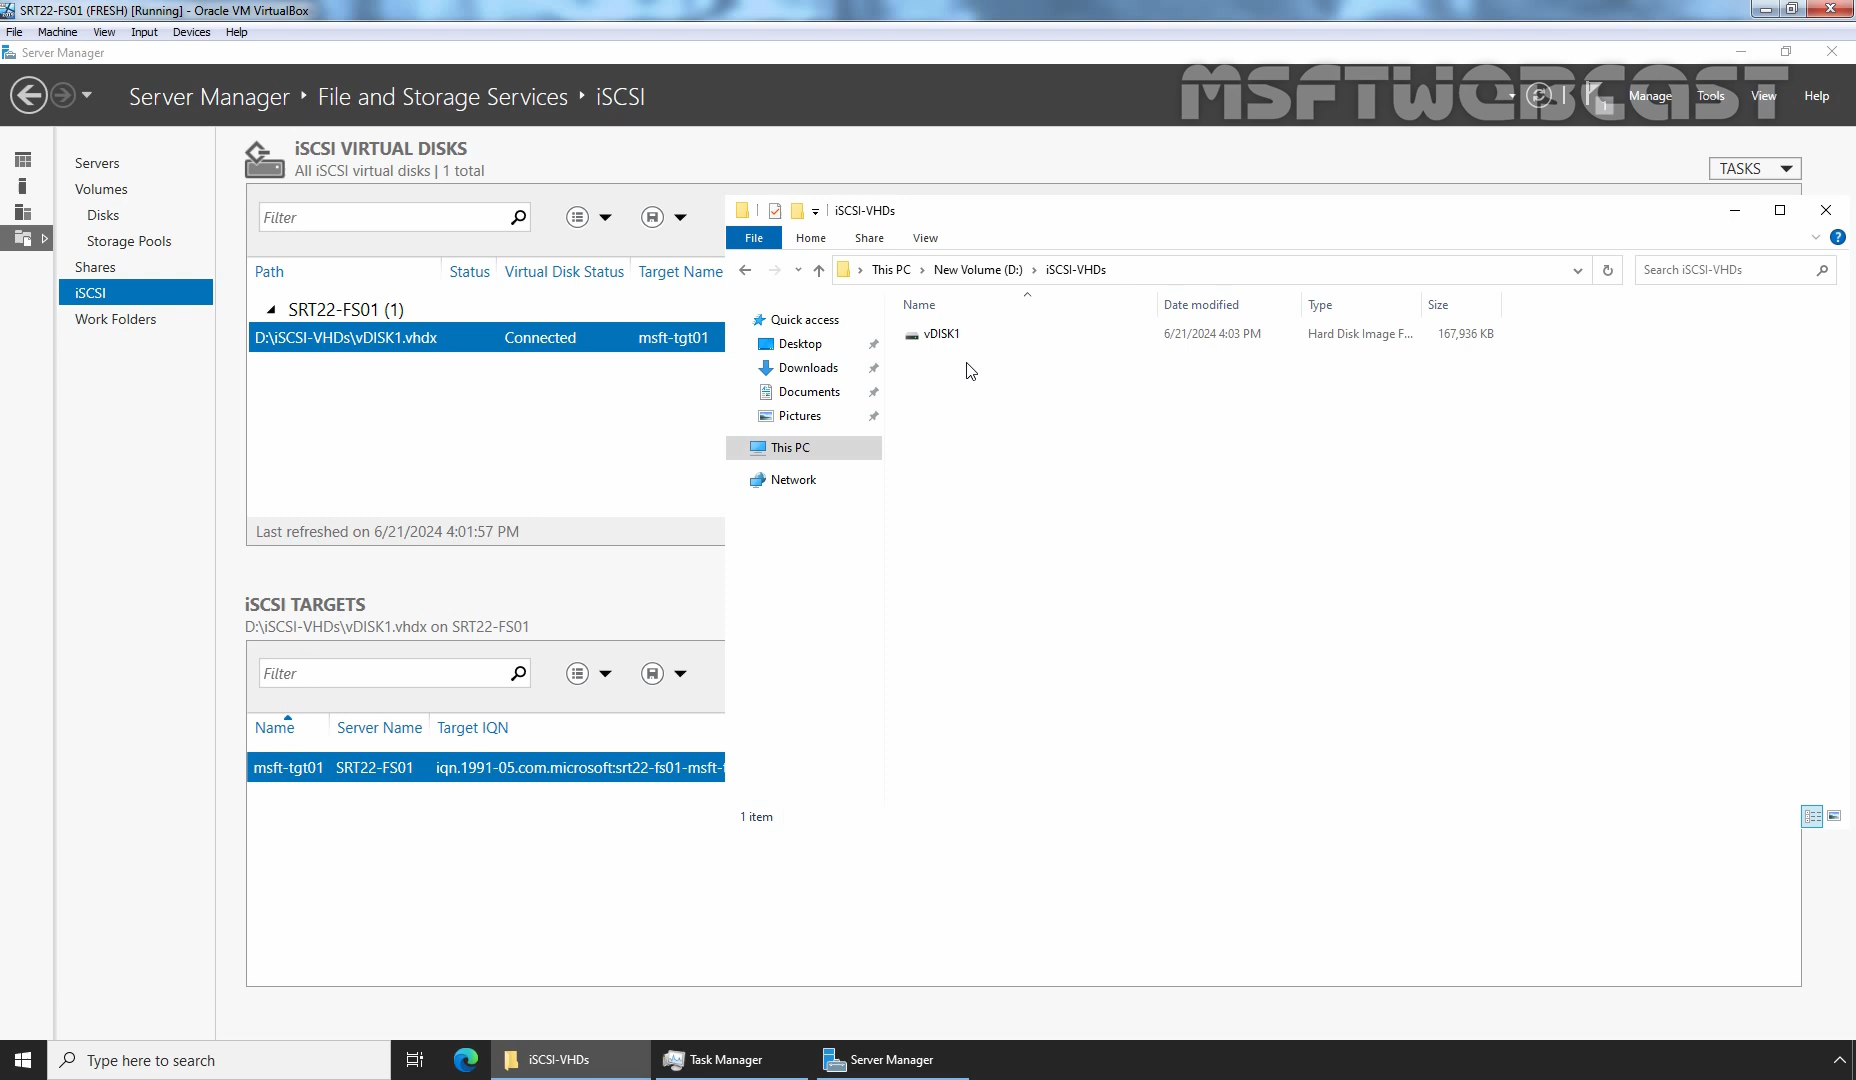 SRT22-FS01 (FRESH) [Running] - Oracle VM VirtualBox
File Machine View Input Devices Help
Server Manager
Server Manager ‣ File and Storage Services ‣ iSCSI
MSFTWEBCAST
1
Manage Tools View Help
Servers
Volumes
Disks
Storage Pools
Shares
iSCSI
Work Folders
iSCSI VIRTUAL DISKS
All iSCSI virtual disks | 1 total
TASKS
Filter
Path Status Virtual Disk Status Target Name
SRT22-FS01 (1)
D:\iSCSI-VHDs\vDISK1.vhdx Connected msft-tgt01
Last refreshed on 6/21/2024 4:01:57 PM
iSCSI TARGETS
D:\iSCSI-VHDs\vDISK1.vhdx on SRT22-FS01
Filter
Name Server Name Target IQN
msft-tgt01 SRT22-FS01 iqn.1991-05.com.microsoft:srt22-fs01-msft-
iSCSI-VHDs
File Home Share View
This PC › New Volume (D:) › iSCSI-VHDs
Search iSCSI-VHDs
Quick access
Desktop
Downloads
Documents
Pictures
This PC
Network
Name Date modified Type Size
vDISK1 6/21/2024 4:03 PM Hard Disk Image F... 167,936 KB
1 item
Type here to search
iSCSI-VHDs
Task Manager
Server Manager